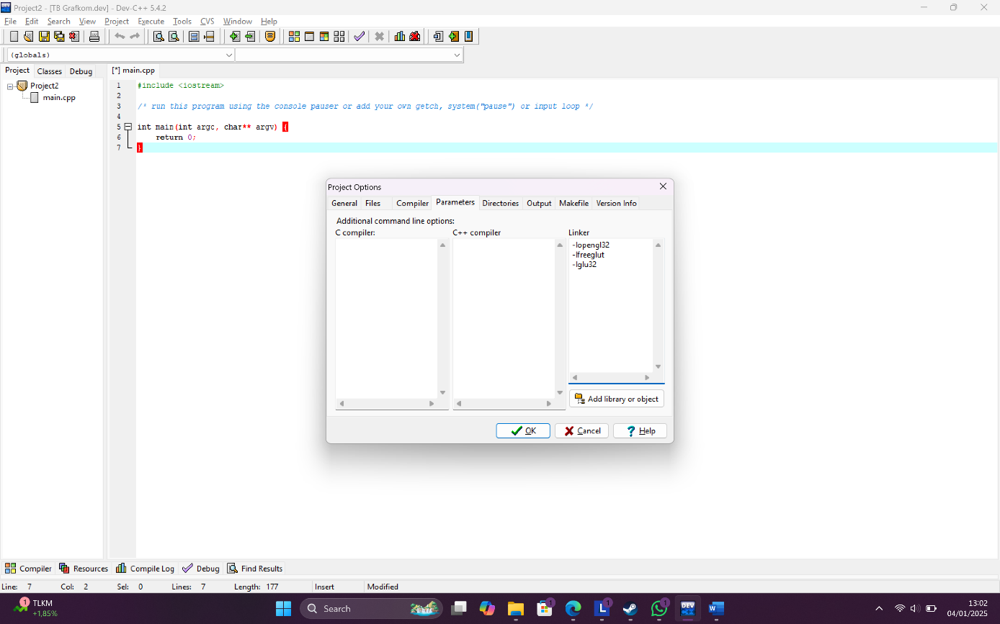 Project2 - [TB Grafkom.dev] - Dev-C++ 5.4.2
File Edit Search View Project Execute Tools CVS Window Help
(globals)
Project Classes Debug
[*] main.cpp
Project2
main.cpp
1 #include <iostream>
2
3 /* run this program using the console pauser or add your own getch, system("pause") or input loop */
4
5 int main(int argc, char** argv) {
6 return 0;
7 }
Project Options
General Files Compiler Parameters Directories Output Makefile Version Info
Additional command line options:
C compiler: C++ compiler Linker
-lopengl32
-lfreeglut
-lglu32
Add library or object
OK Cancel Help
Compiler Resources Compile Log Debug Find Results
Line: 7 Col: 2 Sel: 0 Lines: 7 Length: 177 Insert Modified
1
TLKM
+1,85%
Search
1
L 1
1
DEV
W
13:02
04/01/2025